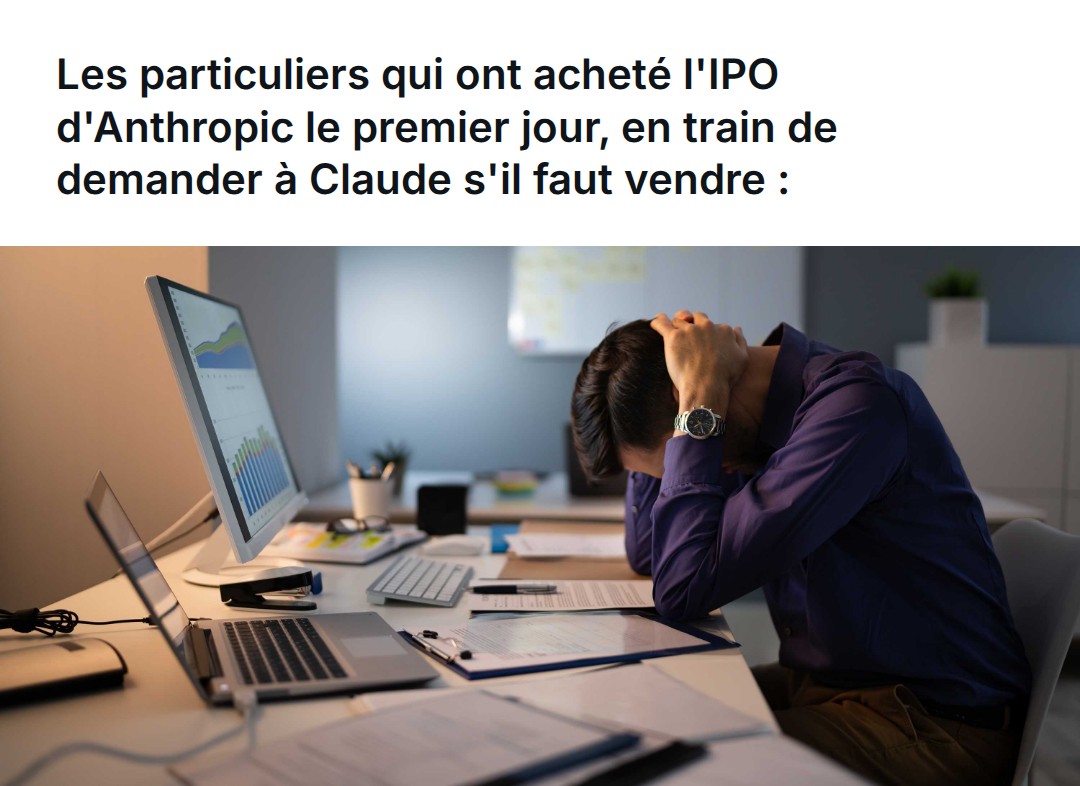 Les particuliers qui ont acheté l'IPO
d'Anthropic le premier jour, en train de
demander à Claude s'il faut vendre :